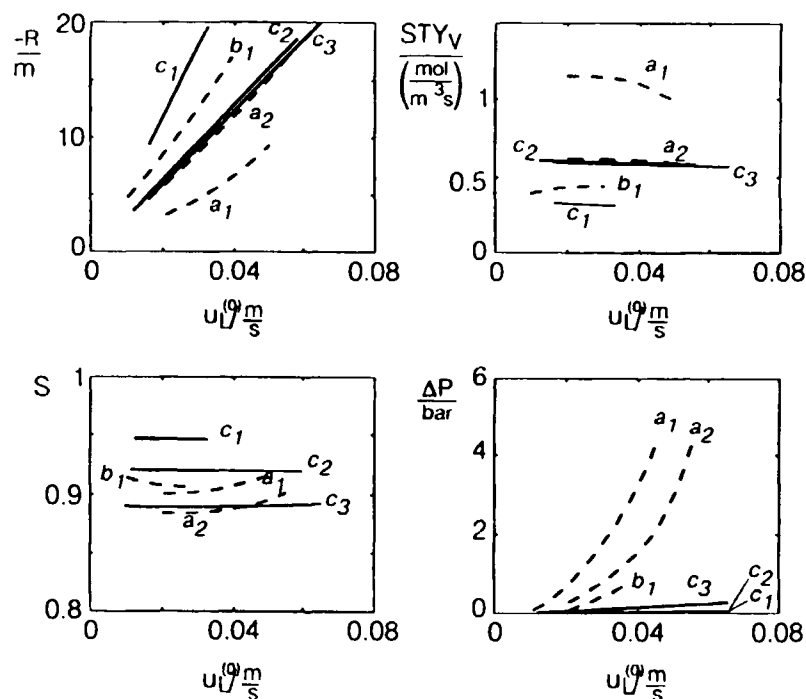 -R/m
20
10
0
0 0.04 0.08
c1
b1
c2
c3
a2
a1
uL(0)/m/s
STYV/(mol/m³s)
1
0.5
0
0 0.04 0.08
a1
c2
a2
c3
b1
c1
uL(0)/m/s
S
1
0.9
0.8
0 0.04 0.08
c1
c2
b1
a1
c3
a2
uL(0)/m/s
ΔP/bar
6
4
2
0
0 0.04 0.08
a1
a2
b1
c3
c2
c1
uL(0)/m/s